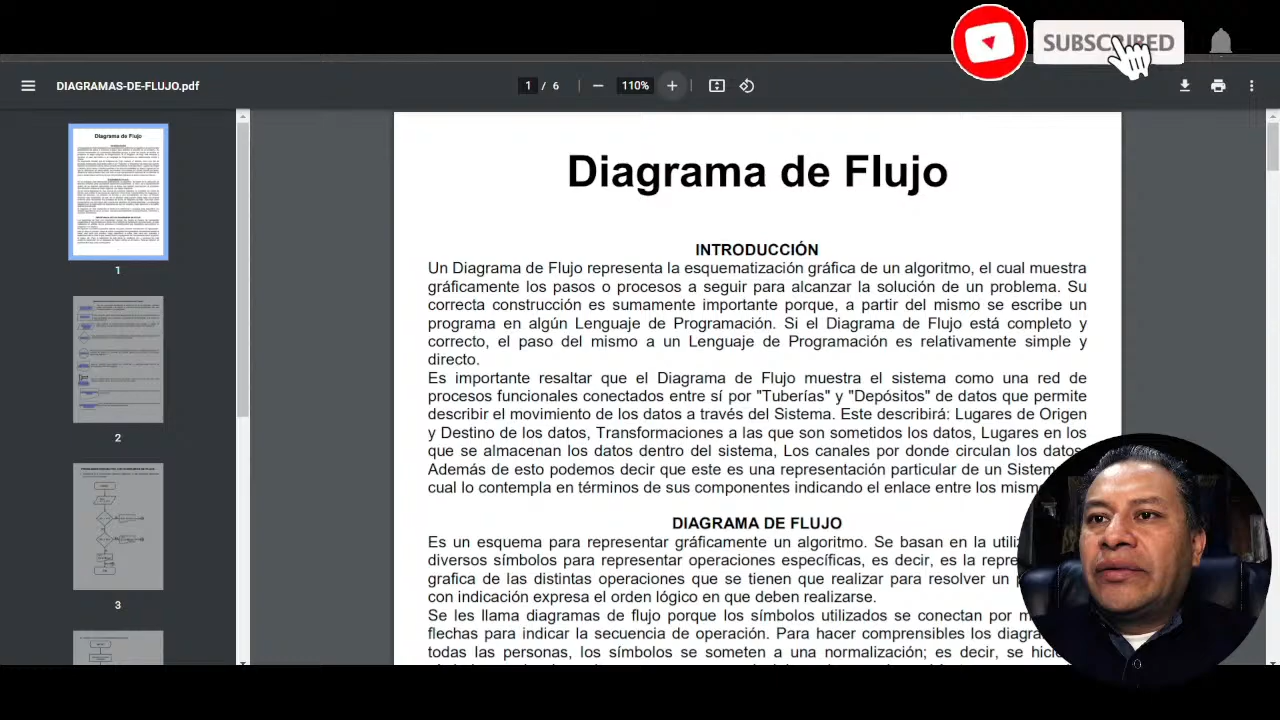 SUBSCRIBED
DIAGRAMAS-DE-FLUJO.pdf
1 / 6
110%
Diagrama de Flujo
1
2
3
Diagrama de Flujo
INTRODUCCIÓN
Un Diagrama de Flujo representa la esquematización gráfica de un algoritmo, el cual muestra
gráficamente los pasos o procesos a seguir para alcanzar la solución de un problema. Su
correcta construcción es sumamente importante porque, a partir del mismo se escribe un
programa en algún Lenguaje de Programación. Si el Diagrama de Flujo está completo y
correcto, el paso del mismo a un Lenguaje de Programación es relativamente simple y
directo.
Es importante resaltar que el Diagrama de Flujo muestra el sistema como una red de
procesos funcionales conectados entre sí por "Tuberías" y "Depósitos" de datos que permite
describir el movimiento de los datos a través del Sistema. Este describirá: Lugares de Origen
y Destino de los datos, Transformaciones a las que son sometidos los datos, Lugares en los
que se almacenan los datos dentro del sistema, Los canales por donde circulan los datos.
Además de esto podemos decir que este es una representación particular de un Sistem
cual lo contempla en términos de sus componentes indicando el enlace entre los mism
DIAGRAMA DE FLUJO
Es un esquema para representar gráficamente un algoritmo. Se basan en la utili
diversos símbolos para representar operaciones específicas, es decir, es la repre
grafica de las distintas operaciones que se tienen que realizar para resolver un p
con indicación expresa el orden lógico en que deben realizarse.
Se les llama diagramas de flujo porque los símbolos utilizados se conectan por m
flechas para indicar la secuencia de operación. Para hacer comprensibles los diagra
todas las personas, los símbolos se someten a una normalización; es decir, se hici